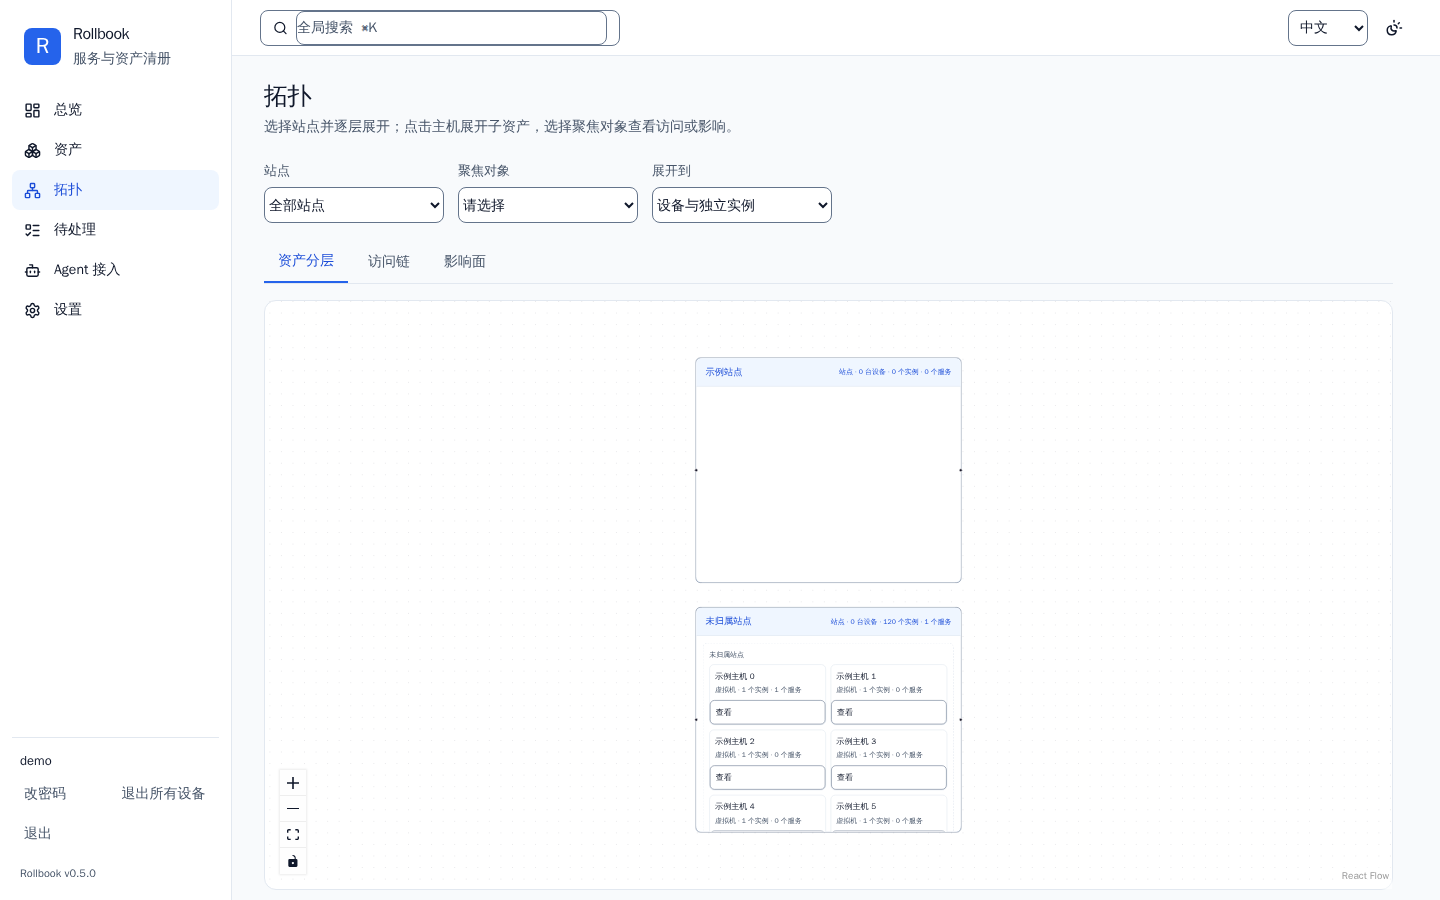 R
Rollbook
服务与资产清册
总览
资产
拓扑
待处理
Agent 接入
设置
demo
改密码
退出所有设备
退出
Rollbook v0.5.0
全局搜索 ⌘K
中文
拓扑
选择站点并逐层展开；点击主机展开子资产，选择聚焦对象查看访问或影响。
站点
聚焦对象
展开到
全部站点
请选择
设备与独立实例
资产分层
访问链
影响面
示例站点
站点 · 0 台设备 · 0 个实例 · 0 个服务
未归属站点
站点 · 0 台设备 · 120 个实例 · 1 个服务
未归属站点
示例主机 0
虚拟机 · 1 个实例 · 1 个服务
查看
示例主机 1
虚拟机 · 1 个实例 · 0 个服务
查看
示例主机 2
虚拟机 · 1 个实例 · 0 个服务
查看
示例主机 3
虚拟机 · 1 个实例 · 0 个服务
查看
示例主机 4
虚拟机 · 1 个实例 · 0 个服务
示例主机 5
虚拟机 · 1 个实例 · 0 个服务
React Flow